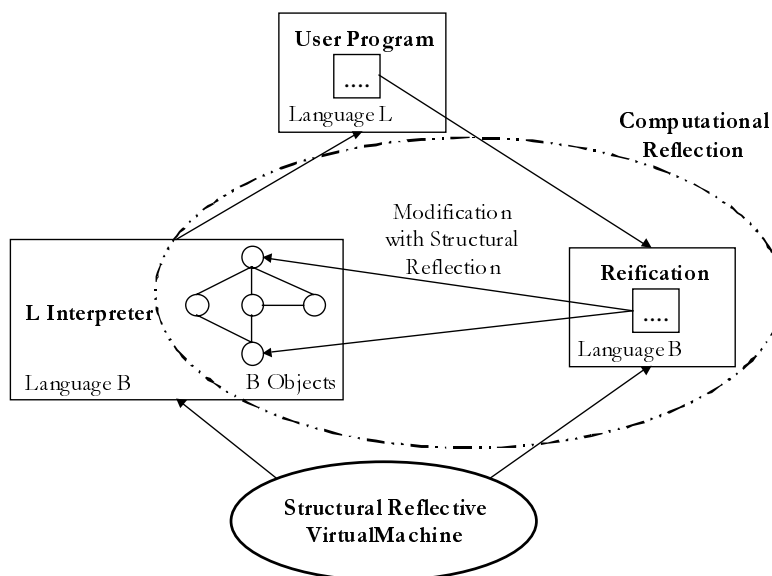 User Program
....
Language L
Computational
Reflection
Modification
with Structural
Reflection
Reification
....
Language B
L Interpreter
Language B
B Objects
Structural Reflective
VirtualMachine